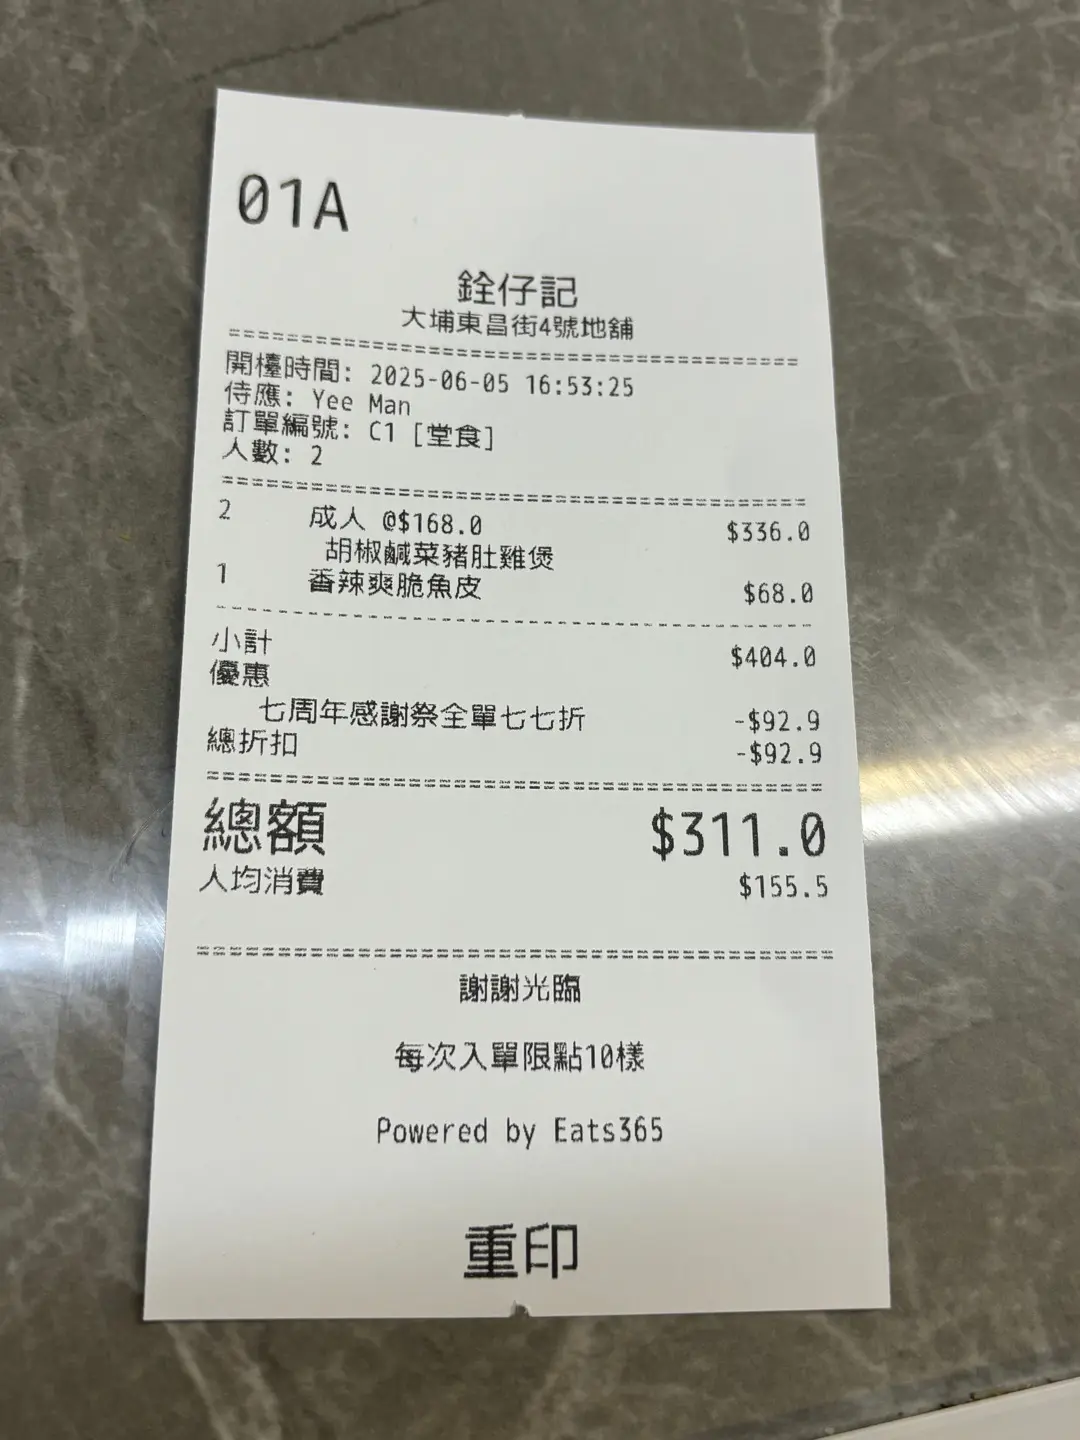 01A
銓仔記
大埔東昌街4號地舖
開檯時間: 2025-06-05 16:53:25
侍應: Yee Man
訂單編號: C1 [堂食]
人數: 2
2 成人 @$168.0 $336.0
胡椒鹹菜豬肚雞煲
1 香辣爽脆魚皮 $68.0
小計 $404.0
優惠
七周年感謝祭全單七七折 -$92.9
總折扣 -$92.9
總額 $311.0
人均消費 $155.5
謝謝光臨
每次入單限點10樣
Powered by Eats365
重印